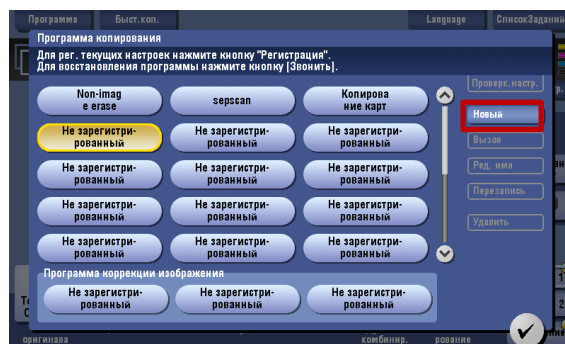 Программа Быст.коп. Language СписокЗаданий
Программа копирования
Для рег. текущих настроек нажмите кнопку "Регистрация".
Для восстановления программы нажмите кнопку [Звонить].
Проверк.настр.
Non-imag
e erase
sepscan
Копирова
ние карт
Новый
Не зарегистри-
рованный
Не зарегистри-
рованный
Не зарегистри-
рованный
Вызов
Не зарегистри-
рованный
Не зарегистри-
рованный
Не зарегистри-
рованный
Ред. имя
Перезапись
Не зарегистри-
рованный
Не зарегистри-
рованный
Не зарегистри-
рованный
Удалить
Не зарегистри-
рованный
Не зарегистри-
рованный
Не зарегистри-
рованный
Программа коррекции изображения
Не зарегистри-
рованный
Не зарегистри-
рованный
Не зарегистри-
рованный
1
2
оригинала комбинир. рование